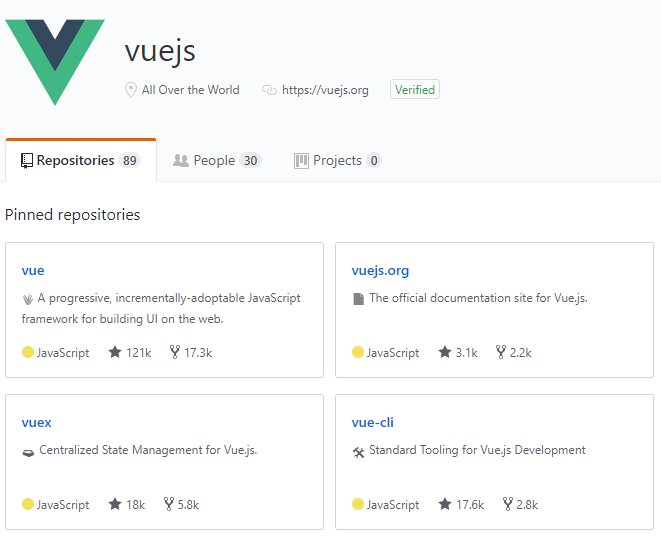 vuejs
All Over the World https://vuejs.org Verified
Repositories 89 People 30 Projects 0
Pinned repositories
vue
A progressive, incrementally-adoptable JavaScript
framework for building UI on the web.
JavaScript 121k 17.3k
vuejs.org
The official documentation site for Vue.js.
JavaScript 3.1k 2.2k
vuex
Centralized State Management for Vue.js.
JavaScript 18k 5.8k
vue-cli
Standard Tooling for Vue.js Development
JavaScript 17.6k 2.8k